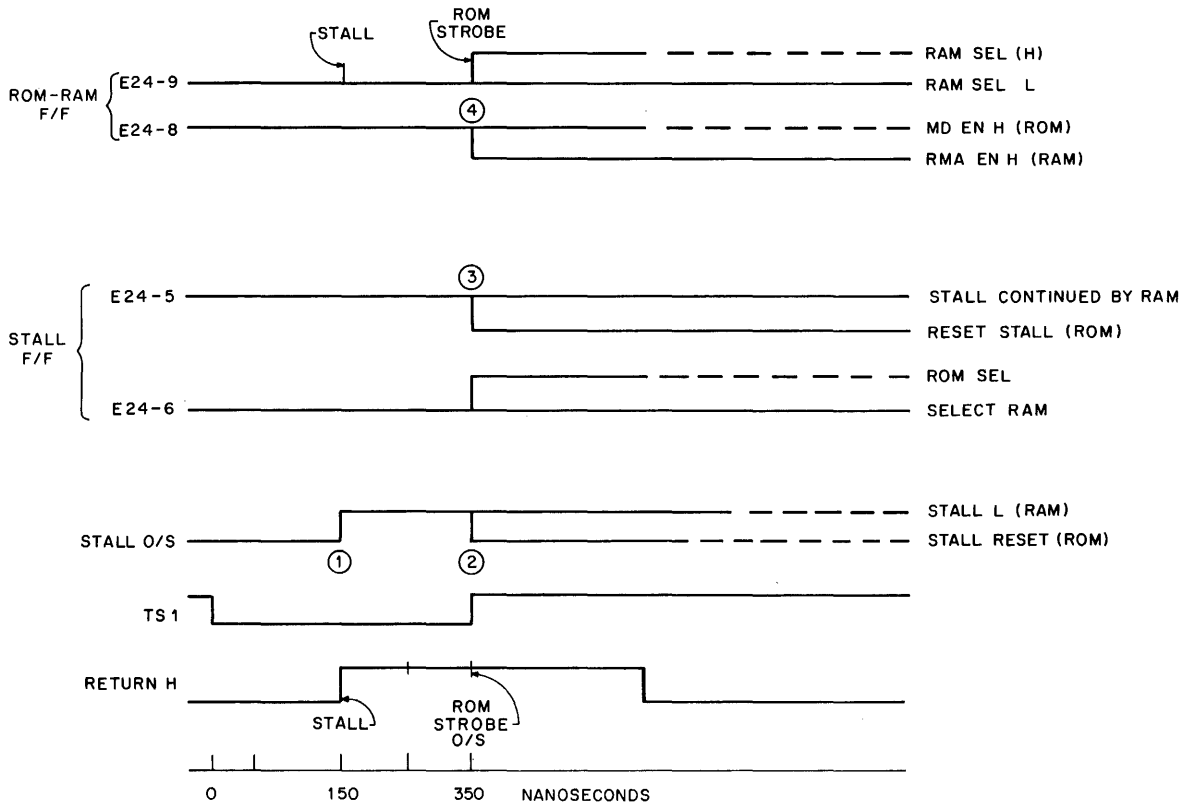 STALL
ROM
STROBE
ROM-RAM
F/F
E24-9
RAM SEL (H)
RAM SEL L
4
E24-8
MD EN H (ROM)
RMA EN H (RAM)
3
STALL
F/F
E24-5
STALL CONTINUED BY RAM
RESET STALL (ROM)
ROM SEL
E24-6
SELECT RAM
STALL O/S
STALL L (RAM)
STALL RESET (ROM)
1
2
TS 1
RETURN H
STALL
ROM
STROBE
O/S
0 150 350 NANOSECONDS